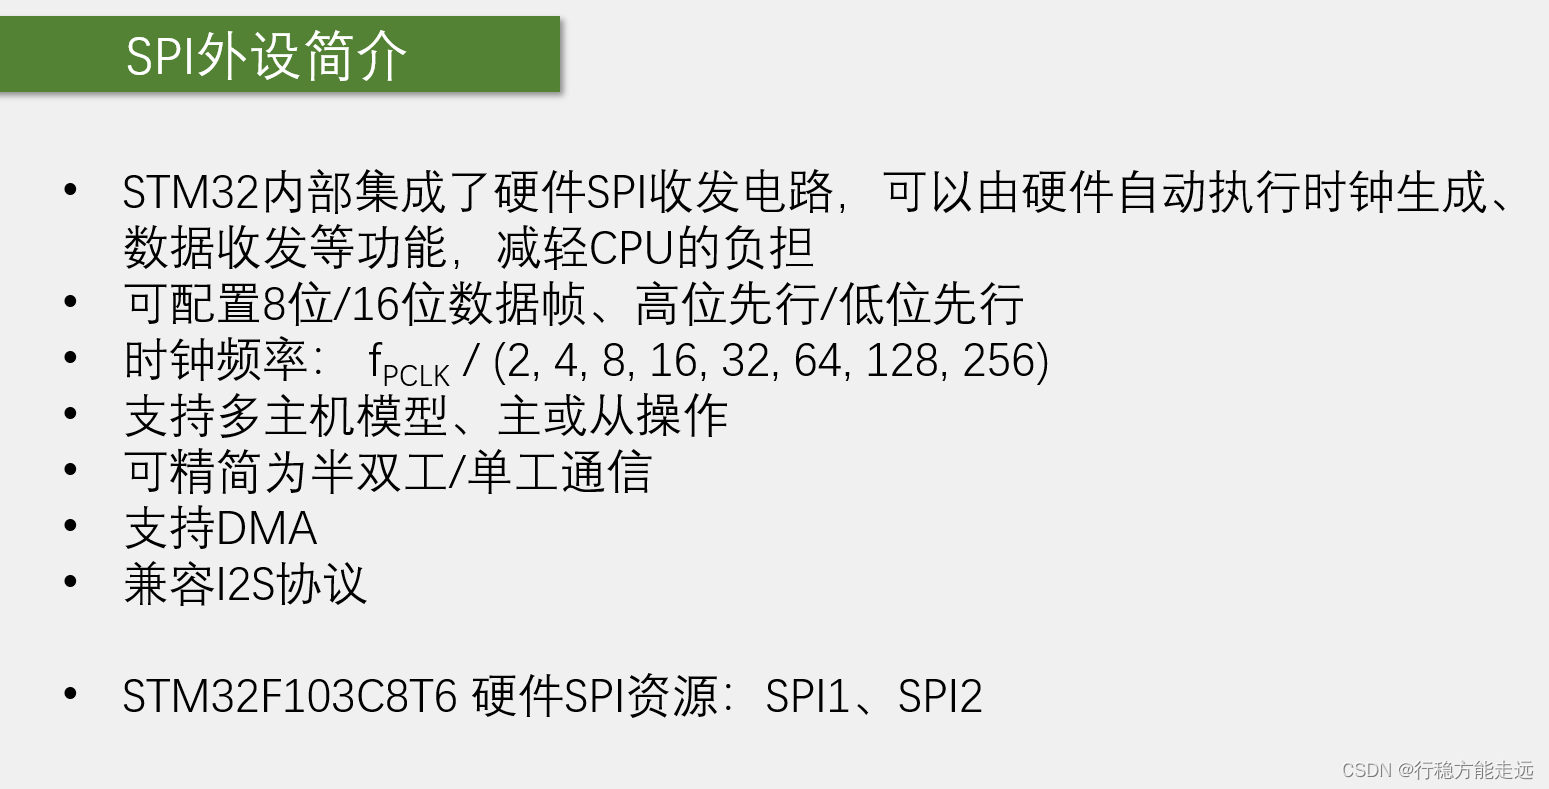 SPI外设简介
• STM32内部集成了硬件SPI收发电路，可以由硬件自动执行时钟生成、
数据收发等功能，减轻CPU的负担
• 可配置8位/16位数据帧、高位先行/低位先行
• 时钟频率： fPCLK / (2, 4, 8, 16, 32, 64, 128, 256)
• 支持多主机模型、主或从操作
• 可精简为半双工/单工通信
• 支持DMA
• 兼容I2S协议
• STM32F103C8T6 硬件SPI资源：SPI1、SPI2
CSDN @行稳方能走远